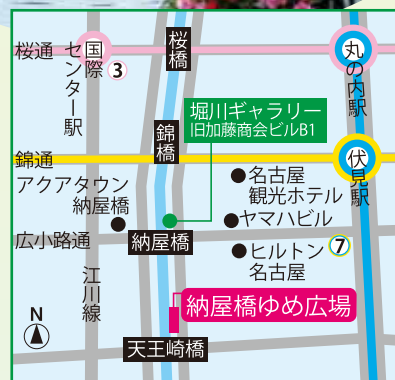 桜通
国際センター駅
3
桜橋
丸の内駅
堀川ギャラリー
旧加藤商会ビルB1
錦橋
錦通
伏見駅
名古屋
観光ホテル
アクアタウン
納屋橋
ヤマハビル
広小路通
納屋橋
7
ヒルトン
名古屋
江川線
納屋橋ゆめ広場
N
天王崎橋